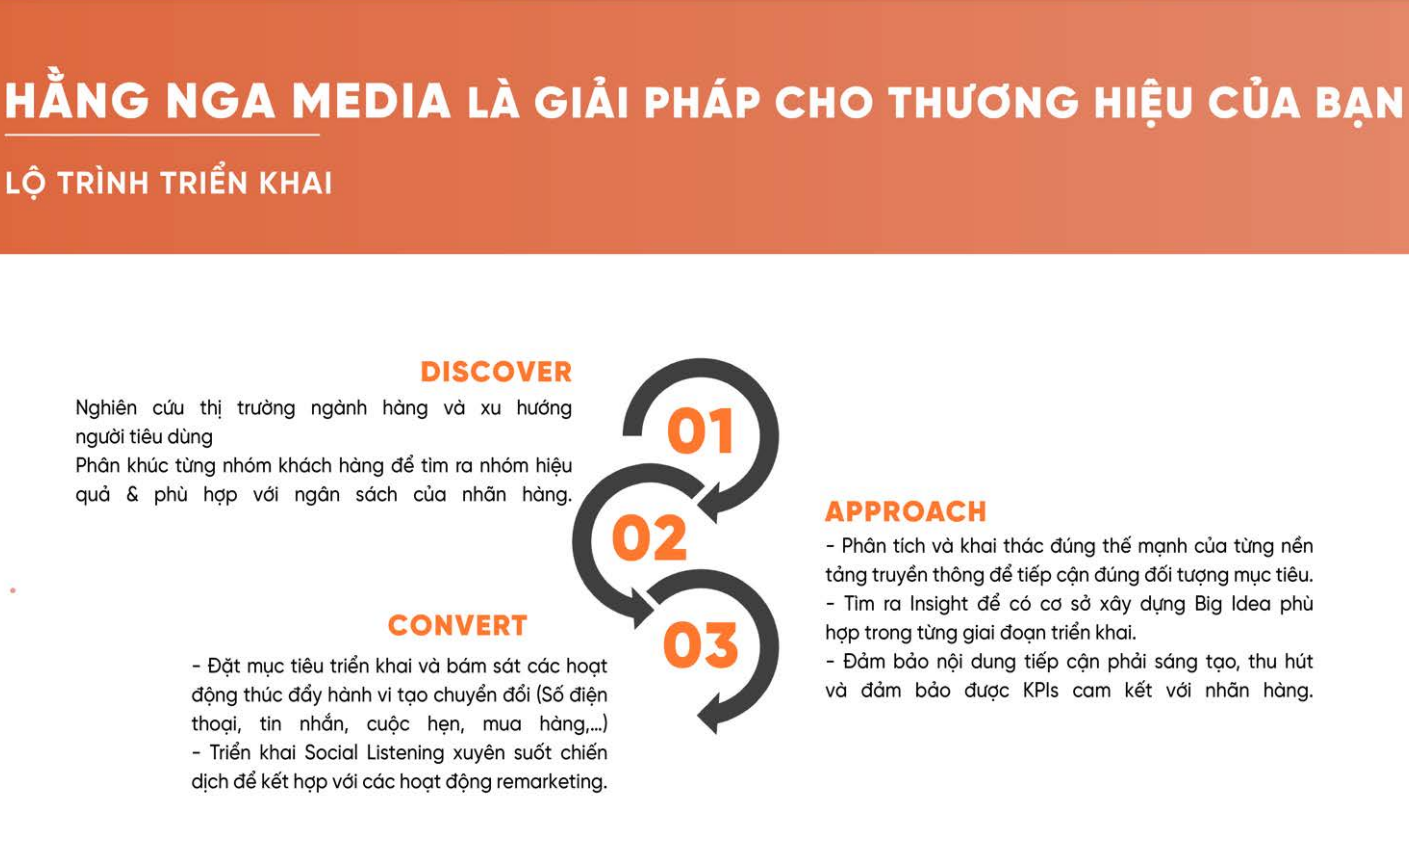 HẰNG NGA MEDIA LÀ GIẢI PHÁP CHO THƯƠNG HIỆU CỦA BẠN
LỘ TRÌNH TRIỂN KHAI
DISCOVER
Nghiên cứu thị trường ngành hàng và xu hướng
người tiêu dùng
Phân khúc từng nhóm khách hàng để tìm ra nhóm hiệu
quả & phù hợp với ngân sách của nhãn hàng.
01
02
APPROACH
- Phân tích và khai thác đúng thế mạnh của từng nền
tảng truyền thông để tiếp cận đúng đối tượng mục tiêu.
- Tìm ra Insight để có cơ sở xây dựng Big Idea phù
hợp trong từng giai đoạn triển khai.
- Đảm bảo nội dung tiếp cận phải sáng tạo, thu hút
và đảm bảo được KPIs cam kết với nhãn hàng.
03
CONVERT
- Đặt mục tiêu triển khai và bám sát các hoạt
động thúc đẩy hành vi tạo chuyển đổi (Số điện
thoại, tin nhắn, cuộc hẹn, mua hàng,...)
- Triển khai Social Listening xuyên suốt chiến
dịch để kết hợp với các hoạt động remarketing.